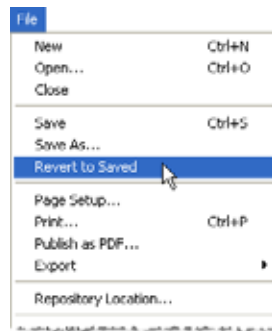 File
New Ctrl+N
Open... Ctrl+O
Close
Save Ctrl+S
Save As...
Revert to Saved
Page Setup...
Print... Ctrl+P
Publish as PDF...
Export
Repository Location...